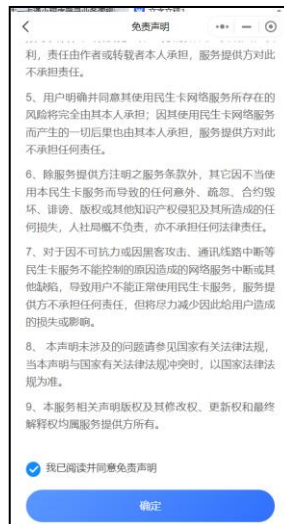 免责声明
利，责任由作者或转载者本人承担，服务提供方对此
不承担责任。
5、用户明确并同意其使用民生卡网络服务所存在的
风险将完全由其本人承担；因其使用民生卡网络服务
而产生的一切后果也由其本人承担，服务提供方对此
不承担任何责任。
6、除服务提供方注明之服务条款外，其它因不当使
用本民生卡服务而导致的任何意外、疏忽、合约毁
坏、诽谤、版权或其他知识产权侵犯及其所造成的任
何损失，人社局概不负责，亦不承担任何法律责任。
7、对于因不可抗力或因黑客攻击、通讯线路中断等
民生卡服务不能控制的原因造成的网络服务中断或其
他缺陷，导致用户不能正常使用民生卡服务，服务提
供方不承担任何责任，但将尽力减少因此给用户造成
的损失或影响。
8、 本声明未涉及的问题请参见国家有关法律法规，
当本声明与国家有关法律法规冲突时，以国家法律法
规为准。
9、本服务相关声明版权及其修改权、更新权和最终
解释权均属服务提供方所有。
我已阅读并同意免责声明
确定